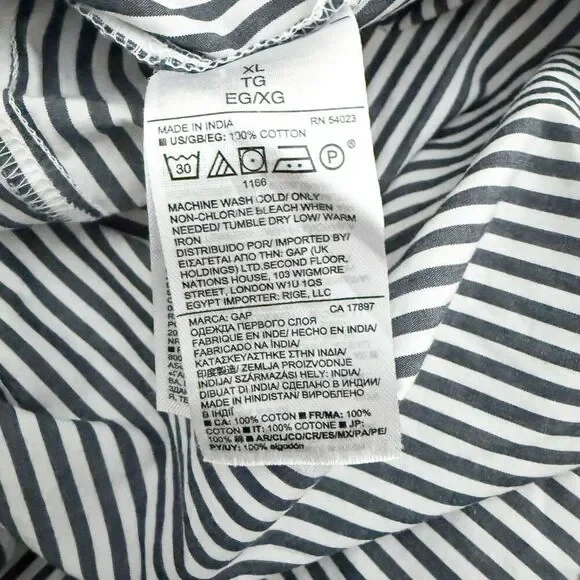 XL
TG
EG/XG
MADE IN INDIA RN 54023
US/GB/EG: 100% COTTON
30 P
1166
MACHINE WASH COLD/ ONLY
NON-CHLORINE BLEACH WHEN
NEEDED/ TUMBLE DRY LOW/ WARM
IRON
DISTRIBUIDO POR/ IMPORTED BY/
ΕΙΣΑΓΕΤΑΙ ΑΠΟ ΤΗΝ: GAP (UK
HOLDINGS) LTD.SECOND FLOOR,
NATIONS HOUSE, 103 WIGMORE
STREET, LONDON W1U 1QS
EGYPT IMPORTER: RIGE, LLC
MARCA: GAP CA 17897
ОДЕЖДА ПЕРВОГО СЛОЯ
FABRIQUE EN INDE/ HECHO EN INDIA/
FABRICADO NA ÍNDIA/
ΚΑΤΑΣΚΕΥΑΣΤΗΚΕ ΣΤΗΝ ΙΝΔΙΑ/
印度製造/ ZEMLJA PROIZVODNJE
INDIJA/ SZÁRMAZÁSI HELY: INDIA/
DIBUAT DI INDIA/ СДЕЛАНО В ИНДИИ/
MADE IN HINDISTAN/ ВИРОБЛЕНО
В ІНДІЇ
CA: 100% COTTON FR/MA: 100%
COTON IT: 100% COTONE JP:
100% 綿 AR/CL/CO/CR/ES/MX/PA/PE/
PY/UY: 100% algodón